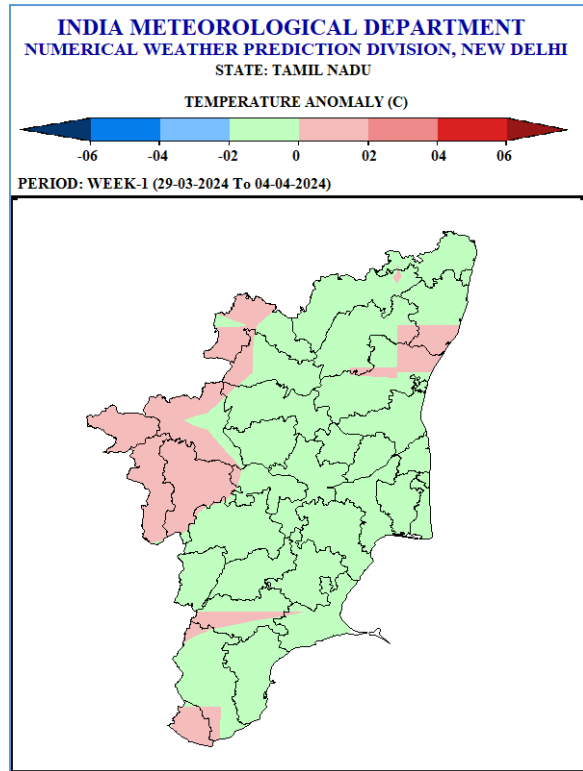 INDIA METEOROLOGICAL DEPARTMENT
NUMERICAL WEATHER PREDICTION DIVISION, NEW DELHI
STATE: TAMIL NADU
TEMPERATURE ANOMALY (C)
-06 -04 -02 0 02 04 06
PERIOD: WEEK-1 (29-03-2024 To 04-04-2024)